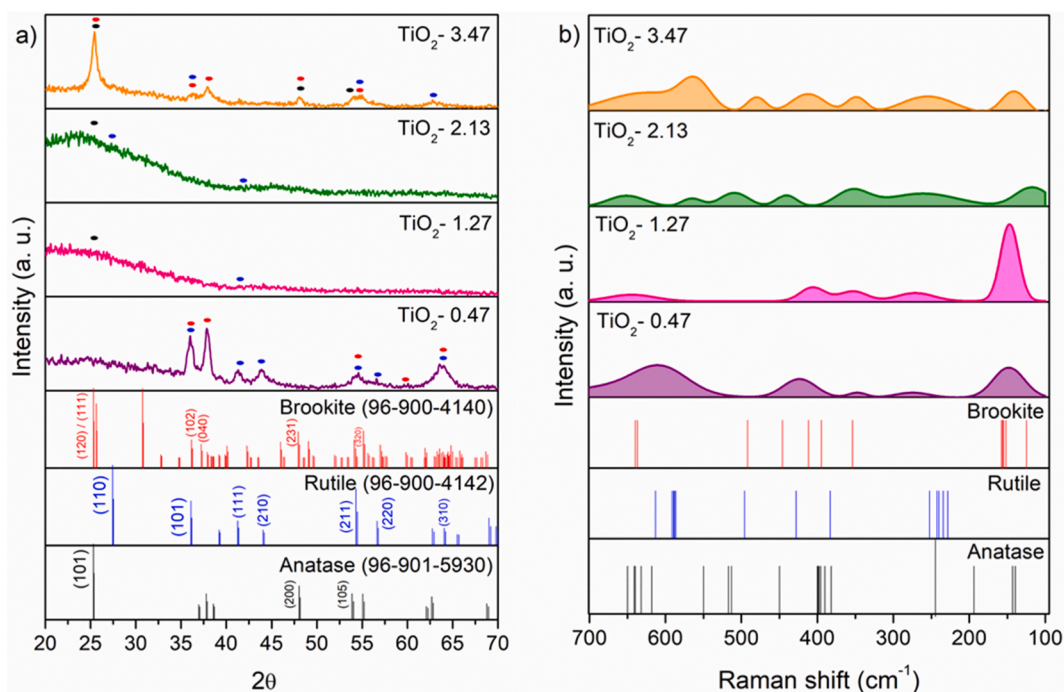 a)
TiO2- 3.47
TiO2- 2.13
TiO2- 1.27
TiO2- 0.47
Brookite (96-900-4140)
(120) / (111)
(102)
(040)
(231)
(320)
Rutile (96-900-4142)
(110)
(101)
(111)
(210)
(211)
(220)
(310)
Anatase (96-901-5930)
(101)
(200)
(105)
Intensity (a. u.)
20 25 30 35 40 45 50 55 60 65 70
2θ
b)
TiO2- 3.47
TiO2- 2.13
TiO2- 1.27
TiO2- 0.47
Brookite
Rutile
Anatase
Intensity (a. u.)
700 600 500 400 300 200 100
Raman shift (cm-1)